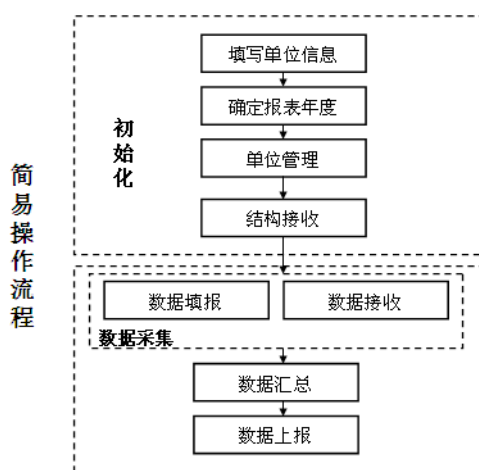 简易操作流程
初始化
填写单位信息
确定报表年度
单位管理
结构接收
数据填报
数据接收
数据采集
数据汇总
数据上报